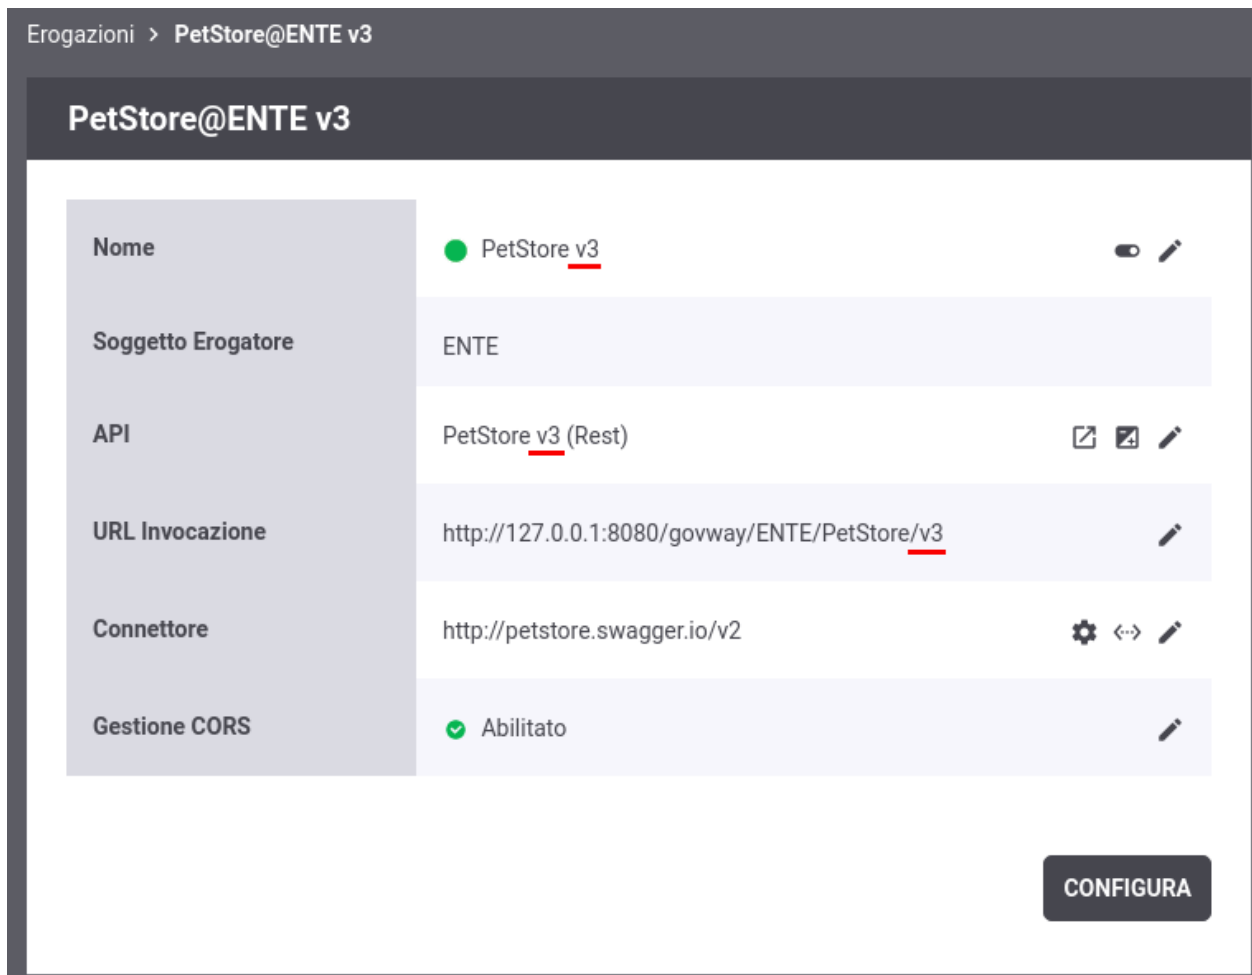 Erogazioni > PetStore@ENTE v3
PetStore@ENTE v3
Nome PetStore v3
Soggetto Erogatore ENTE
API PetStore v3 (Rest)
URL Invocazione http://127.0.0.1:8080/govway/ENTE/PetStore/v3
Connettore http://petstore.swagger.io/v2
Gestione CORS Abilitato
CONFIGURA